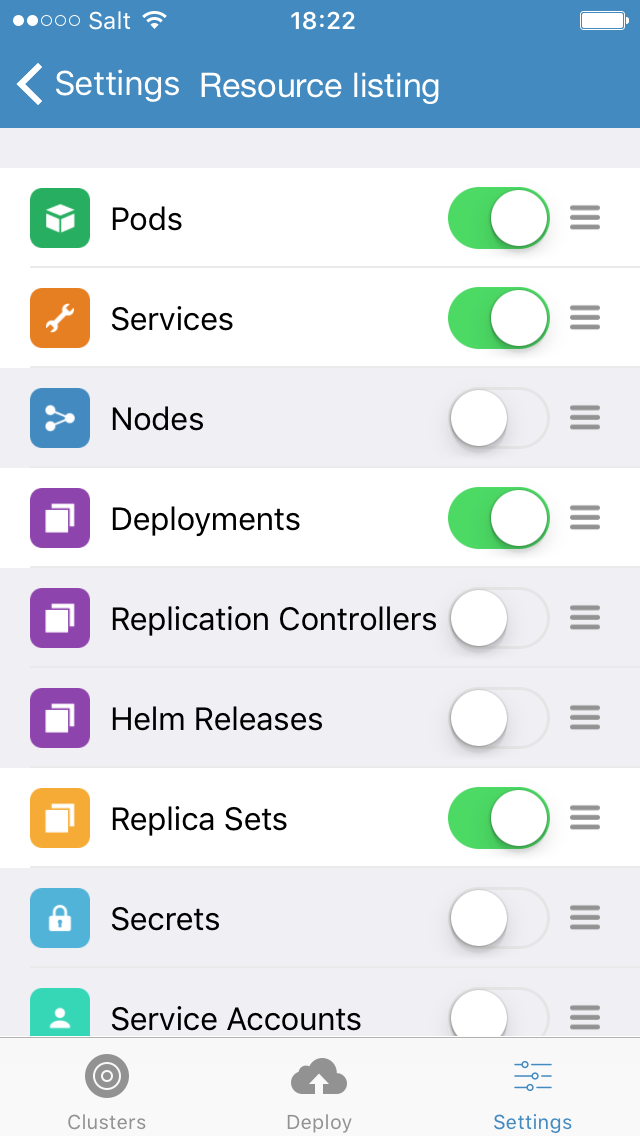 Salt 18:22
Settings Resource listing
Pods
Services
Nodes
Deployments
Replication Controllers
Helm Releases
Replica Sets
Secrets
Service Accounts
Clusters Deploy Settings